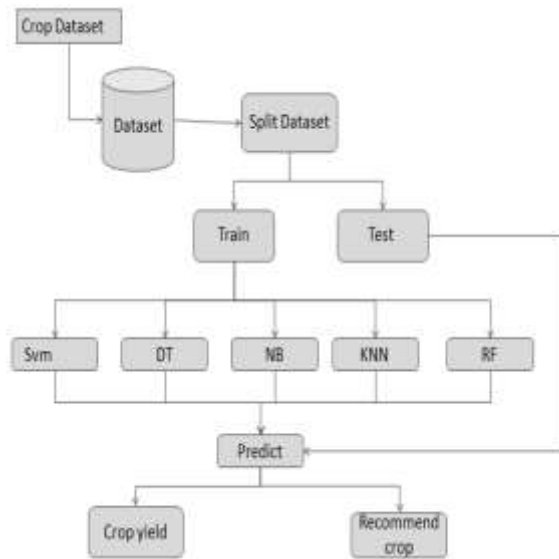 Crop Dataset
Dataset
Split Dataset
Train
Test
Svm
DT
NB
KNN
RF
Predict
Crop yield
Recommend
crop